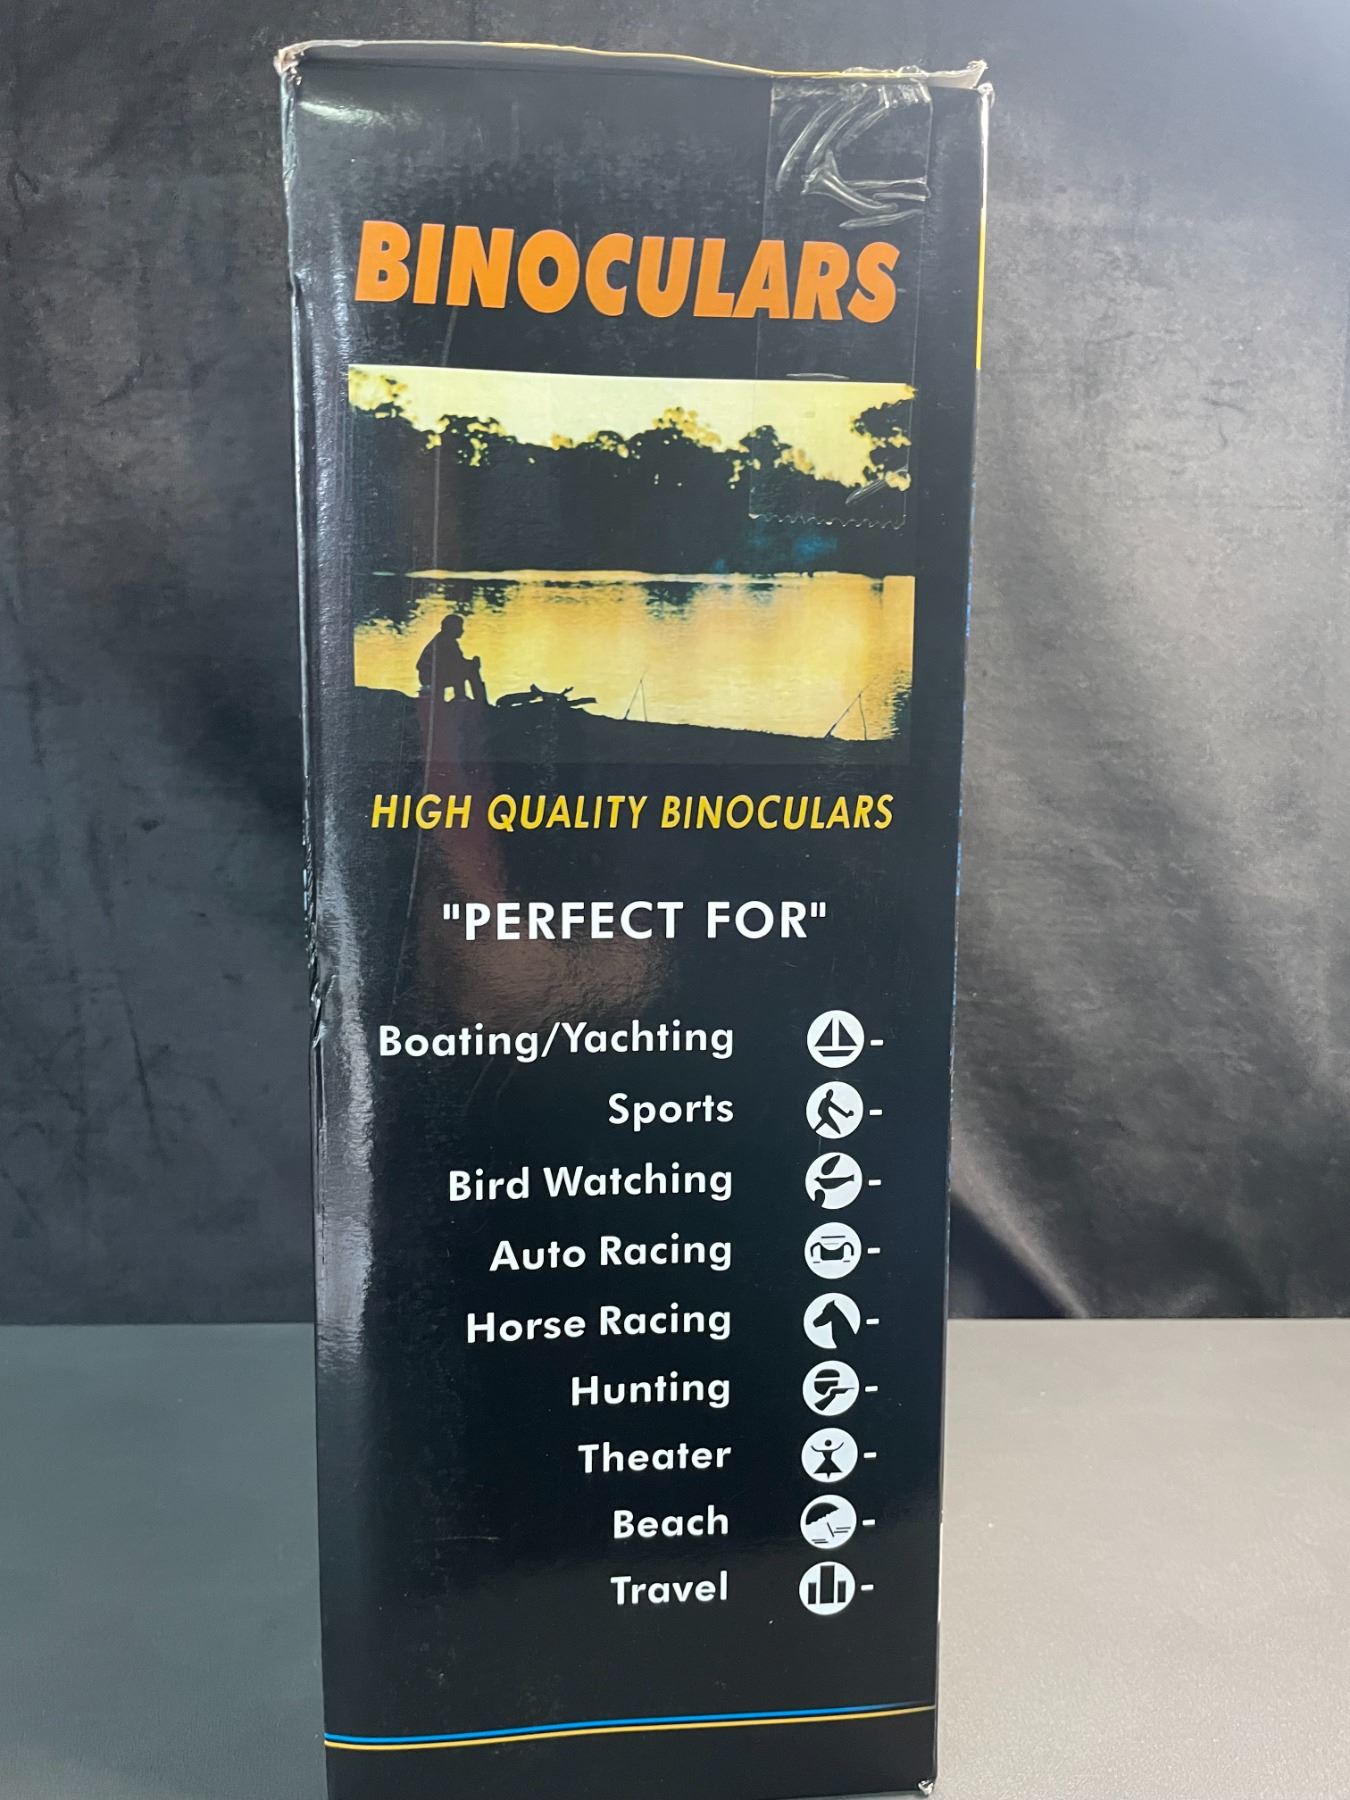 BINOCULARS
HIGH QUALITY BINOCULARS
"PERFECT FOR"
Boating/Yachting -
Sports -
Bird Watching -
Auto Racing -
Horse Racing -
Hunting -
Theater -
Beach -
Travel -